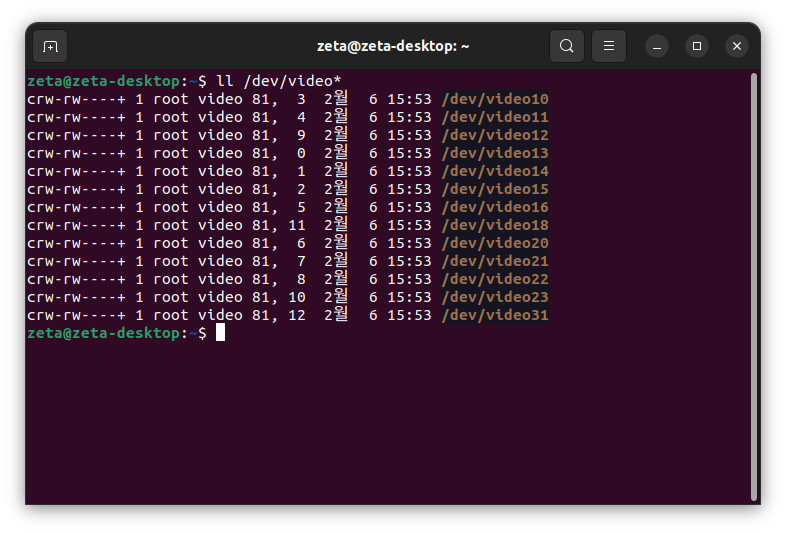 zeta@zeta-desktop: ~
zeta@zeta-desktop:~$ ll /dev/video*
crw-rw----+ 1 root video 81,  3  2월  6 15:53 /dev/video10
crw-rw----+ 1 root video 81,  4  2월  6 15:53 /dev/video11
crw-rw----+ 1 root video 81,  9  2월  6 15:53 /dev/video12
crw-rw----+ 1 root video 81,  0  2월  6 15:53 /dev/video13
crw-rw----+ 1 root video 81,  1  2월  6 15:53 /dev/video14
crw-rw----+ 1 root video 81,  2  2월  6 15:53 /dev/video15
crw-rw----+ 1 root video 81,  5  2월  6 15:53 /dev/video16
crw-rw----+ 1 root video 81, 11  2월  6 15:53 /dev/video18
crw-rw----+ 1 root video 81,  6  2월  6 15:53 /dev/video20
crw-rw----+ 1 root video 81,  7  2월  6 15:53 /dev/video21
crw-rw----+ 1 root video 81,  8  2월  6 15:53 /dev/video22
crw-rw----+ 1 root video 81, 10  2월  6 15:53 /dev/video23
crw-rw----+ 1 root video 81, 12  2월  6 15:53 /dev/video31
zeta@zeta-desktop:~$